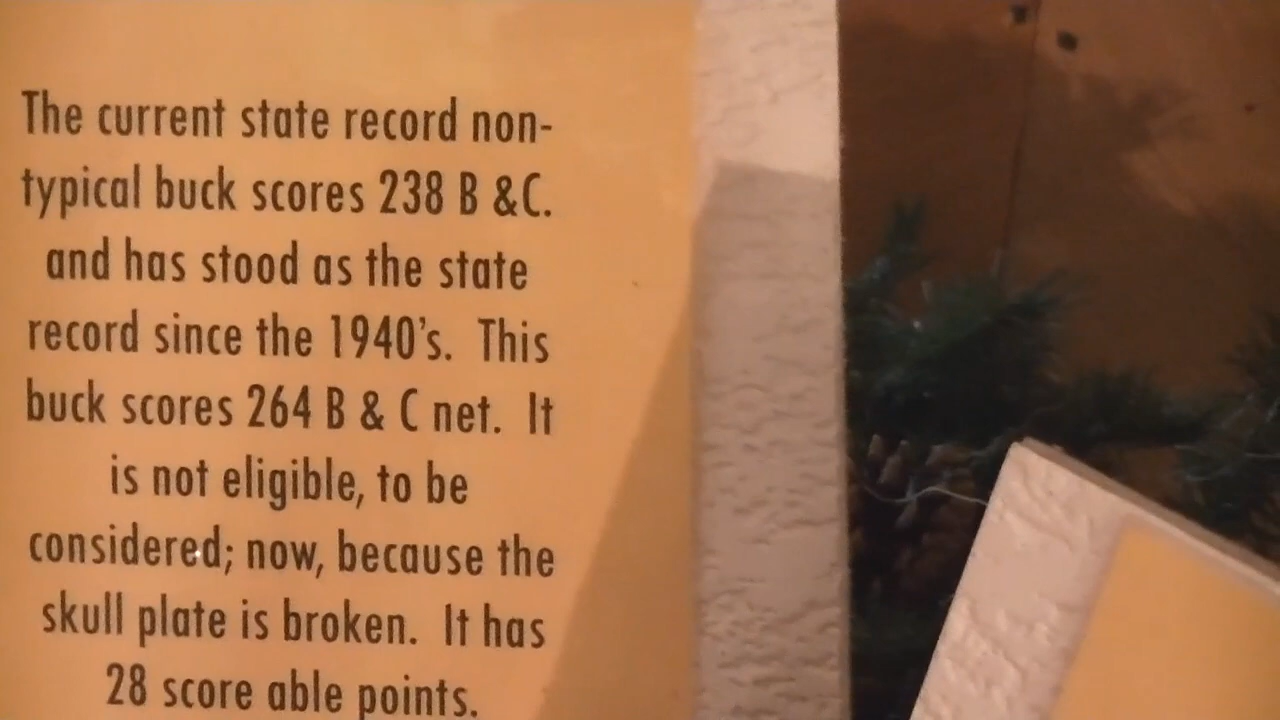 The current state record non-
typical buck scores 238 B &C.
and has stood as the state
record since the 1940's.  This
buck scores 264 B & C net.  It
is not eligible, to be
considered; now, because the
skull plate is broken.  It has
28 score able points.